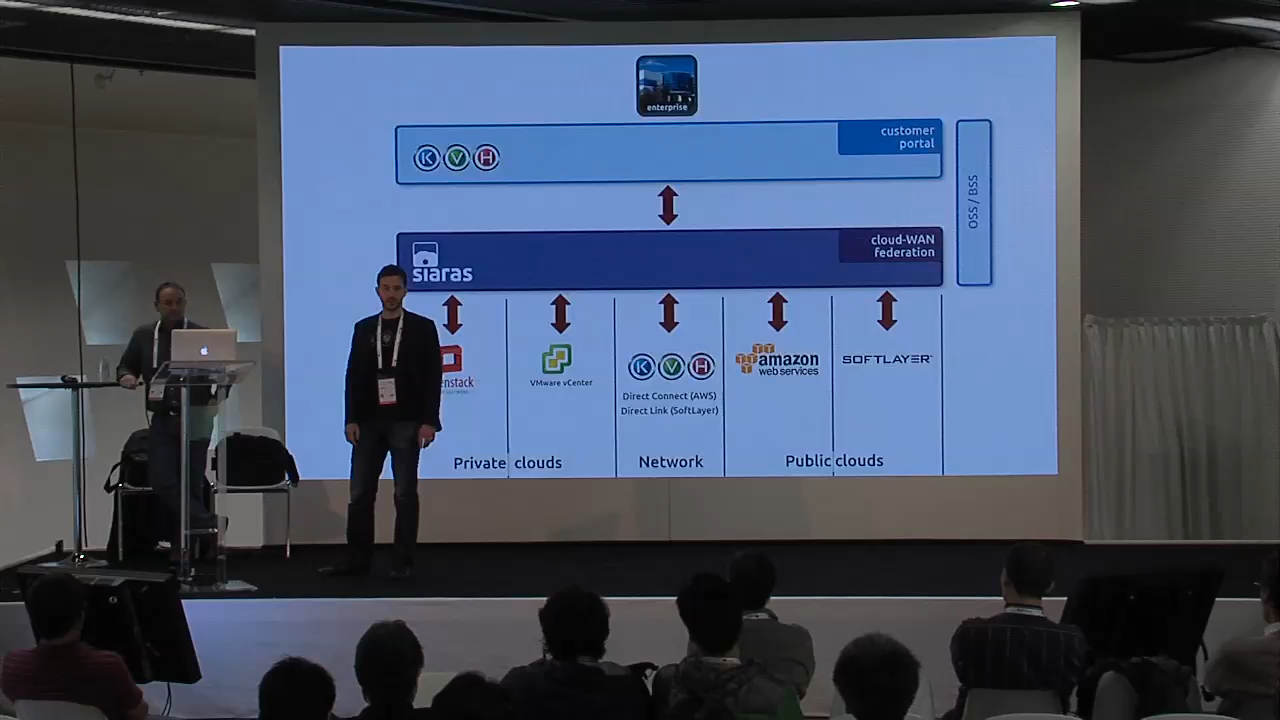 enterprise
K V H
customer
portal
OSS / BSS
siaras
cloud-WAN
federation
VMware vCenter
K V H
Direct Connect (AWS)
Direct Link (SoftLayer)
amazon
web services
SOFTLAYER
Private clouds
Network
Public clouds